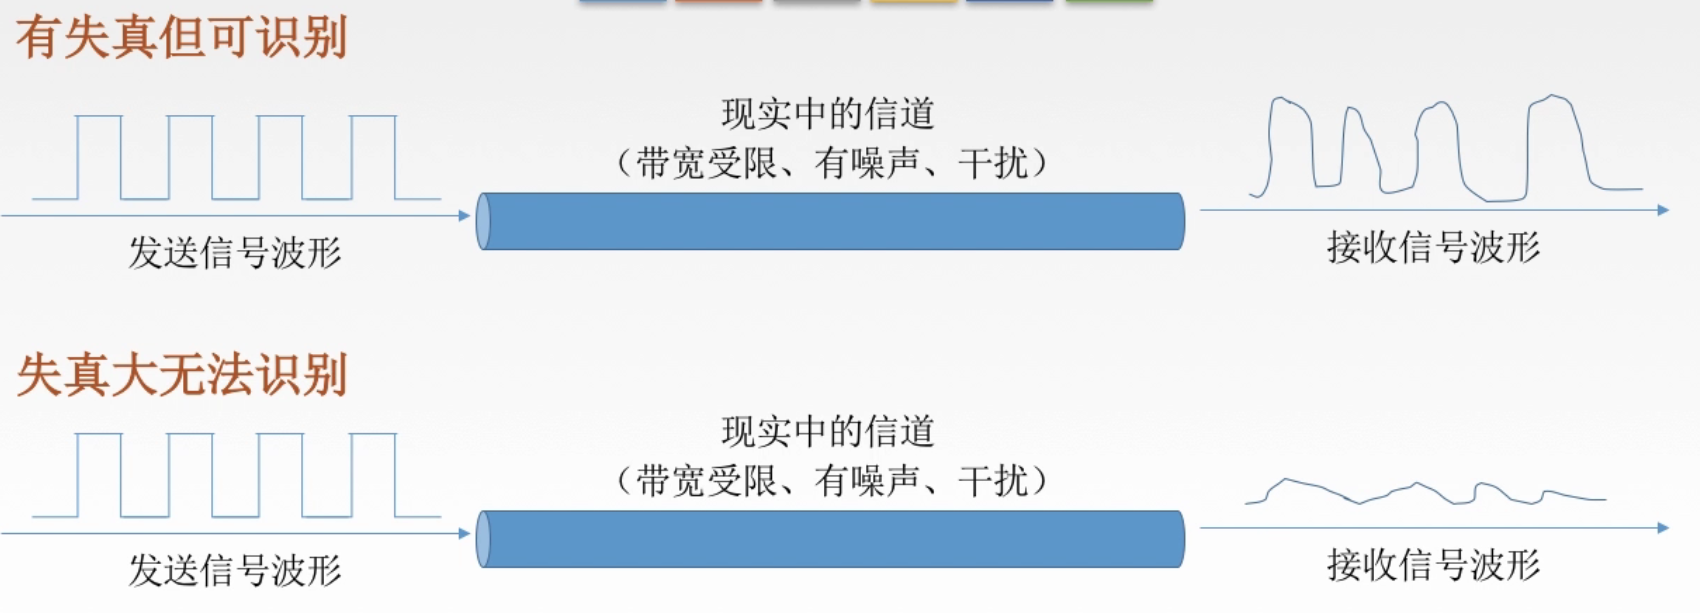 有失真但可识别
现实中的信道
（带宽受限、有噪声、干扰）
发送信号波形
接收信号波形
失真大无法识别
现实中的信道
（带宽受限、有噪声、干扰）
发送信号波形
接收信号波形